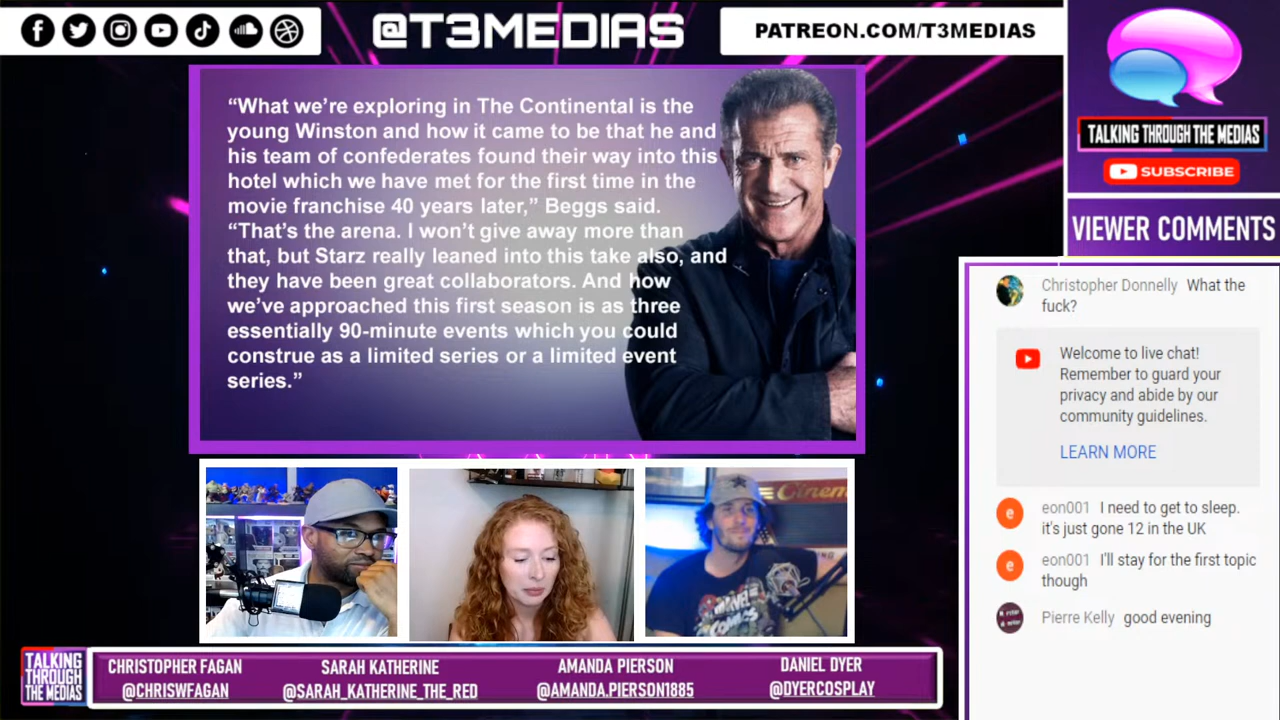 @T3MEDIAS
PATREON.COM/T3MEDIAS
TALKING THROUGH THE MEDIAS
SUBSCRIBE
VIEWER COMMENTS
“What we’re exploring in The Continental is the
young Winston and how it came to be that he and
his team of confederates found their way into this
hotel which we have met for the first time in the
movie franchise 40 years later,” Beggs said.
“That’s the arena. I won’t give away more than
that, but Starz really leaned into this take also, and
they have been great collaborators. And how
we’ve approached this first season is as three
essentially 90-minute events which you could
construe as a limited series or a limited event
series.”
Christopher Donnelly What the
fuck?
Welcome to live chat!
Remember to guard your
privacy and abide by our
community guidelines.
LEARN MORE
eon001 I need to get to sleep.
it's just gone 12 in the UK
eon001 I'll stay for the first topic
though
Pierre Kelly good evening
Cinem
MARVEL
COMICS
TALKING
THROUGH
THE MEDIAS
CHRISTOPHER FAGAN
@CHRISWFAGAN
SARAH KATHERINE
@SARAH_KATHERINE_THE_RED
AMANDA PIERSON
@AMANDA.PIERSON1885
DANIEL DYER
@DYERCOSPLAY